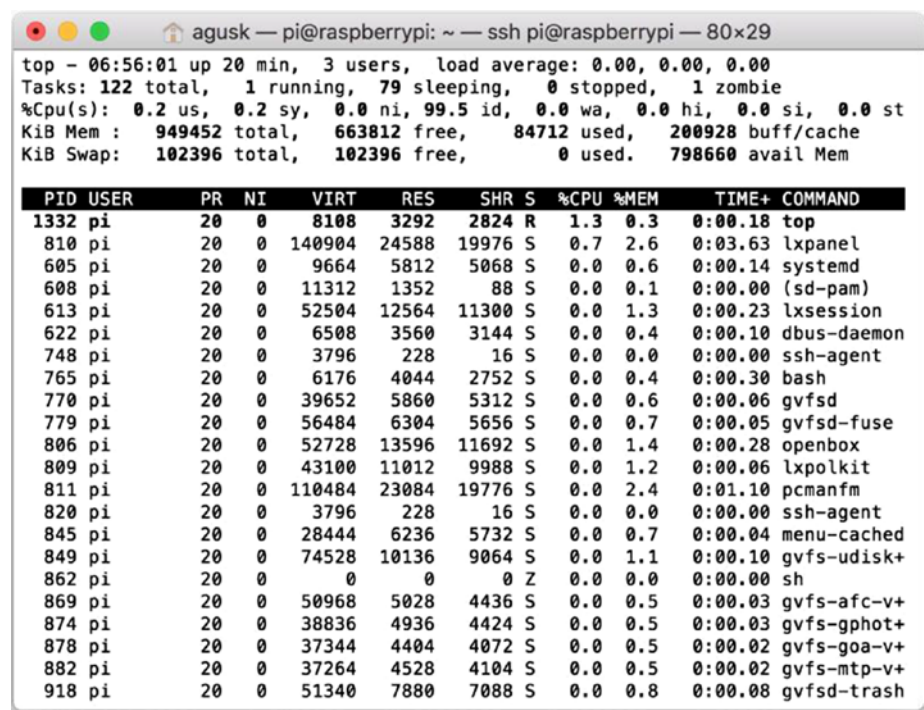 agusk — pi@raspberrypi: ~ — ssh pi@raspberrypi — 80×29
top - 06:56:01 up 20 min,  3 users,  load average: 0.00, 0.00, 0.00
Tasks: 122 total,   1 running,  79 sleeping,   0 stopped,   1 zombie
%Cpu(s):  0.2 us,  0.2 sy,  0.0 ni, 99.5 id,  0.0 wa,  0.0 hi,  0.0 si,  0.0 st
KiB Mem :   949452 total,   663812 free,    84712 used,   200928 buff/cache
KiB Swap:   102396 total,   102396 free,        0 used.   798660 avail Mem
PID USER      PR  NI    VIRT    RES    SHR S  %CPU %MEM     TIME+ COMMAND
1332 pi        20   0    8108   3292   2824 R   1.3  0.3   0:00.18 top
810 pi        20   0  140904  24588  19976 S   0.7  2.6   0:03.63 lxpanel
605 pi        20   0    9664   5812   5068 S   0.0  0.6   0:00.14 systemd
608 pi        20   0   11312   1352     88 S   0.0  0.1   0:00.00 (sd-pam)
613 pi        20   0   52504  12564  11300 S   0.0  1.3   0:00.23 lxsession
622 pi        20   0    6508   3560   3144 S   0.0  0.4   0:00.10 dbus-daemon
748 pi        20   0    3796    228     16 S   0.0  0.0   0:00.00 ssh-agent
765 pi        20   0    6176   4044   2752 S   0.0  0.4   0:00.30 bash
770 pi        20   0   39652   5860   5312 S   0.0  0.6   0:00.06 gvfsd
779 pi        20   0   56484   6304   5656 S   0.0  0.7   0:00.05 gvfsd-fuse
806 pi        20   0   52728  13596  11692 S   0.0  1.4   0:00.28 openbox
809 pi        20   0   43100  11012   9988 S   0.0  1.2   0:00.06 lxpolkit
811 pi        20   0  110484  23084  19776 S   0.0  2.4   0:01.10 pcmanfm
820 pi        20   0    3796    228     16 S   0.0  0.0   0:00.00 ssh-agent
845 pi        20   0   28444   6236   5732 S   0.0  0.7   0:00.04 menu-cached
849 pi        20   0   74528  10136   9064 S   0.0  1.1   0:00.10 gvfs-udisk+
862 pi        20   0       0      0      0 Z   0.0  0.0   0:00.00 sh
869 pi        20   0   50968   5028   4436 S   0.0  0.5   0:00.03 gvfs-afc-v+
874 pi        20   0   38836   4936   4424 S   0.0  0.5   0:00.03 gvfs-gphot+
878 pi        20   0   37344   4404   4072 S   0.0  0.5   0:00.02 gvfs-goa-v+
882 pi        20   0   37264   4528   4104 S   0.0  0.5   0:00.02 gvfs-mtp-v+
918 pi        20   0   51340   7880   7088 S   0.0  0.8   0:00.08 gvfsd-trash